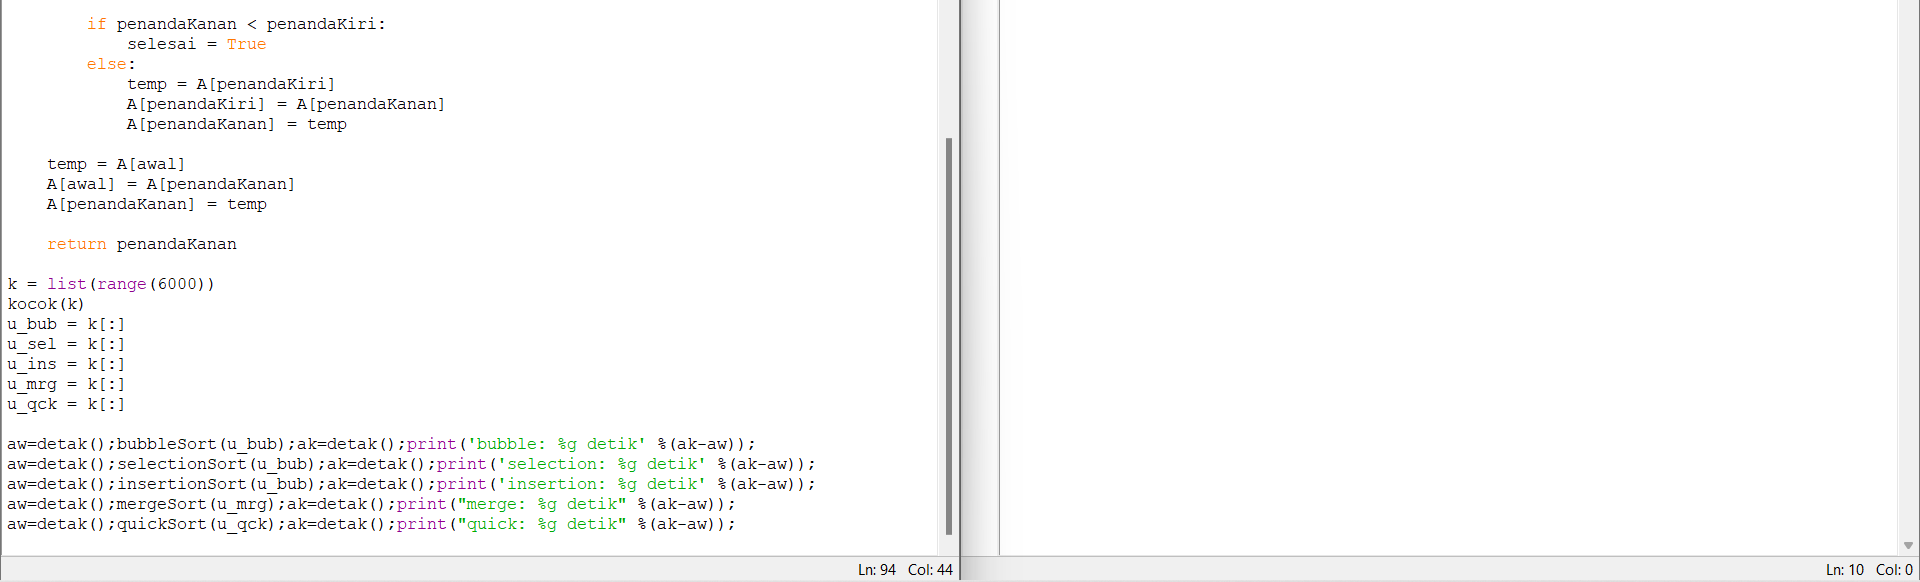 if penandaKanan < penandaKiri:
            selesai = True
        else:
            temp = A[penandaKiri]
            A[penandaKiri] = A[penandaKanan]
            A[penandaKanan] = temp
    temp = A[awal]
    A[awal] = A[penandaKanan]
    A[penandaKanan] = temp
    return penandaKanan
k = list(range(6000))
kocok(k)
u_bub = k[:]
u_sel = k[:]
u_ins = k[:]
u_mrg = k[:]
u_qck = k[:]
aw=detak();bubbleSort(u_bub);ak=detak();print('bubble: %g detik' %(ak-aw));
aw=detak();selectionSort(u_bub);ak=detak();print('selection: %g detik' %(ak-aw));
aw=detak();insertionSort(u_bub);ak=detak();print('insertion: %g detik' %(ak-aw));
aw=detak();mergeSort(u_mrg);ak=detak();print("merge: %g detik" %(ak-aw));
aw=detak();quickSort(u_qck);ak=detak();print("quick: %g detik" %(ak-aw));
Ln: 94 Col: 44
Ln: 10 Col: 0